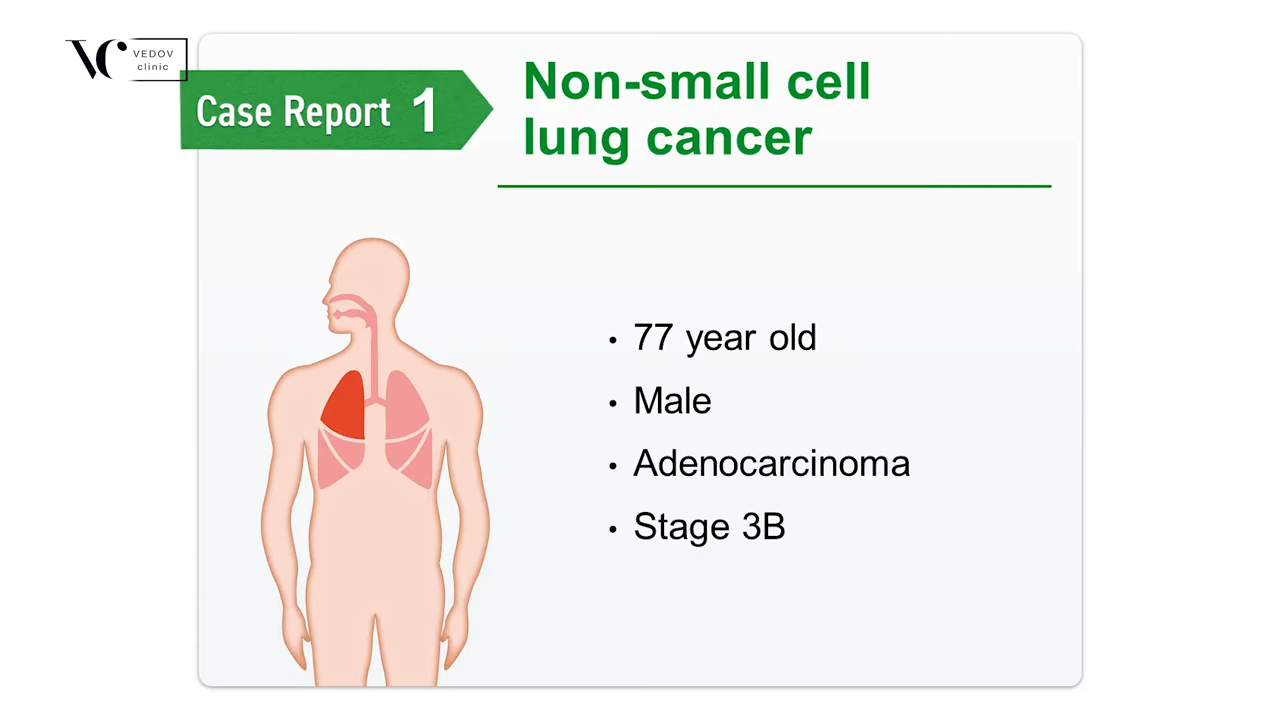 VC VEDOV
clinic
Case Report 1
Non-small cell
lung cancer
• 77 year old
• Male
• Adenocarcinoma
• Stage 3B